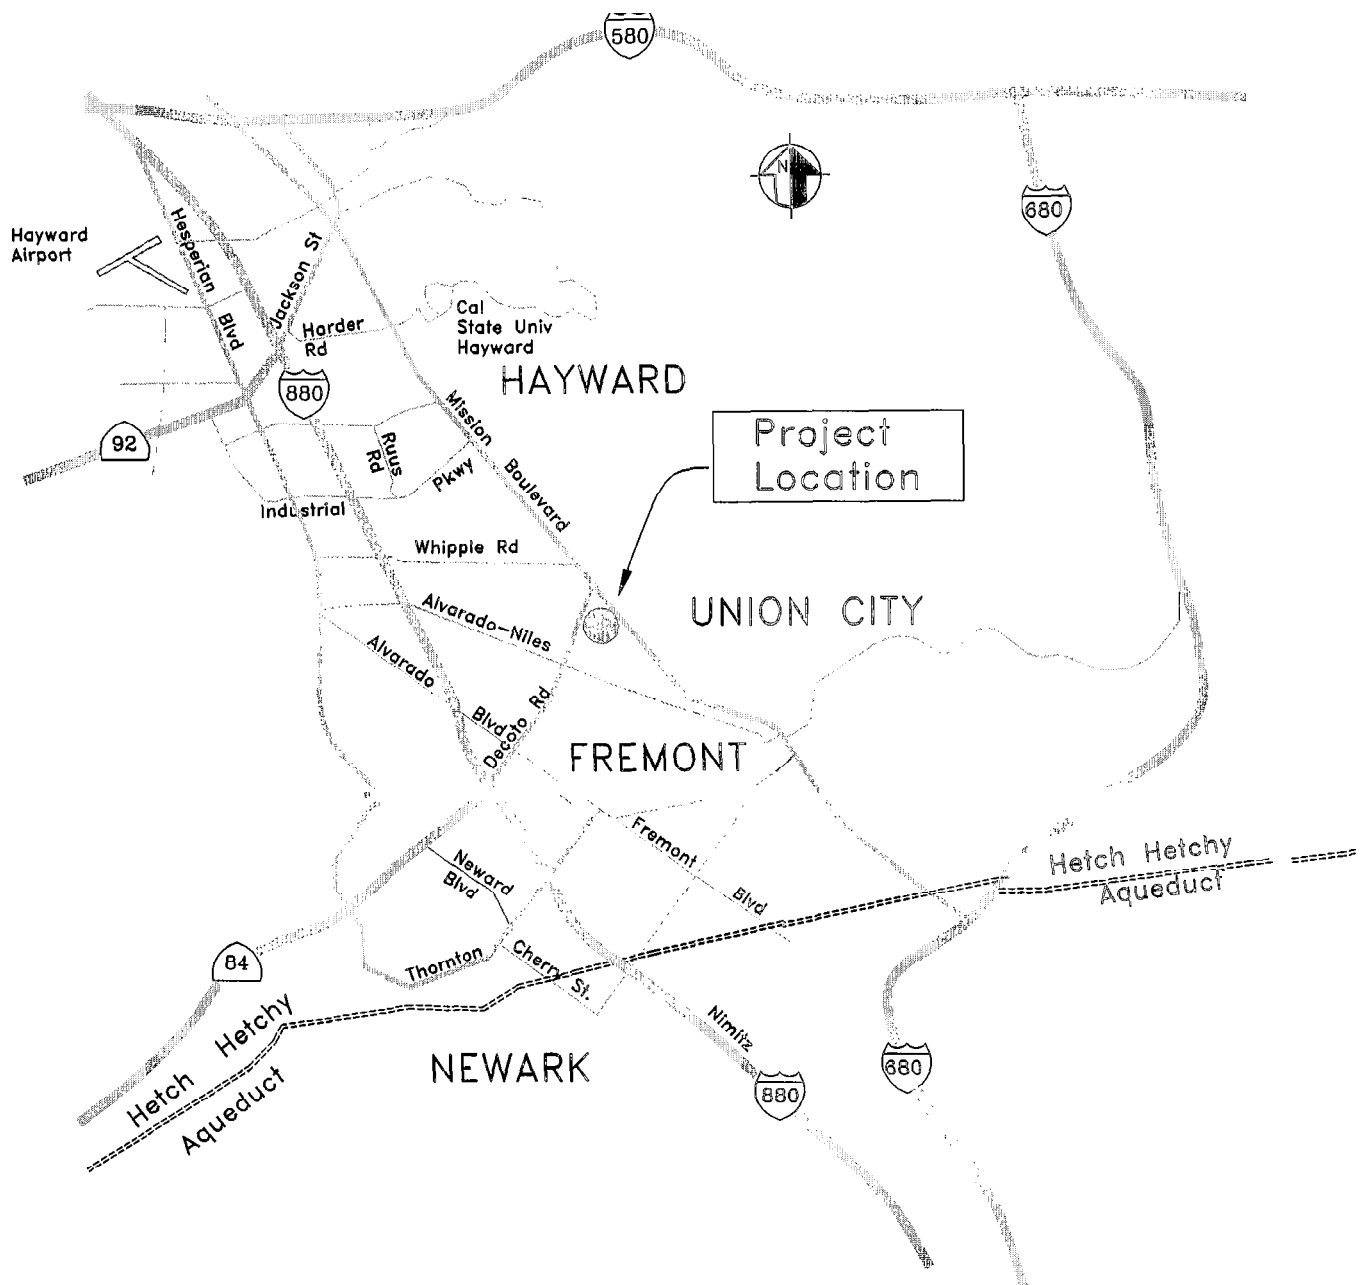 580
N
680
Hayward
Airport
Hesperian
Blvd
Jackson St
Harder
Rd
Cal
State Univ
Hayward
HAYWARD
880
92
Mission
Boulevard
Ruus
Rd
Pkwy
Industrial
Project
Location
Whipple Rd
Alvarado-Niles
UNION CITY
Alvarado
Blvd
Decoto Rd
FREMONT
Fremont
Blvd
Neward
Blvd
Hetch Hetchy
Aqueduct
84
Thornton
Cherry St.
Hetch Hetchy
Aqueduct
NEWARK
Nimitz
880
680